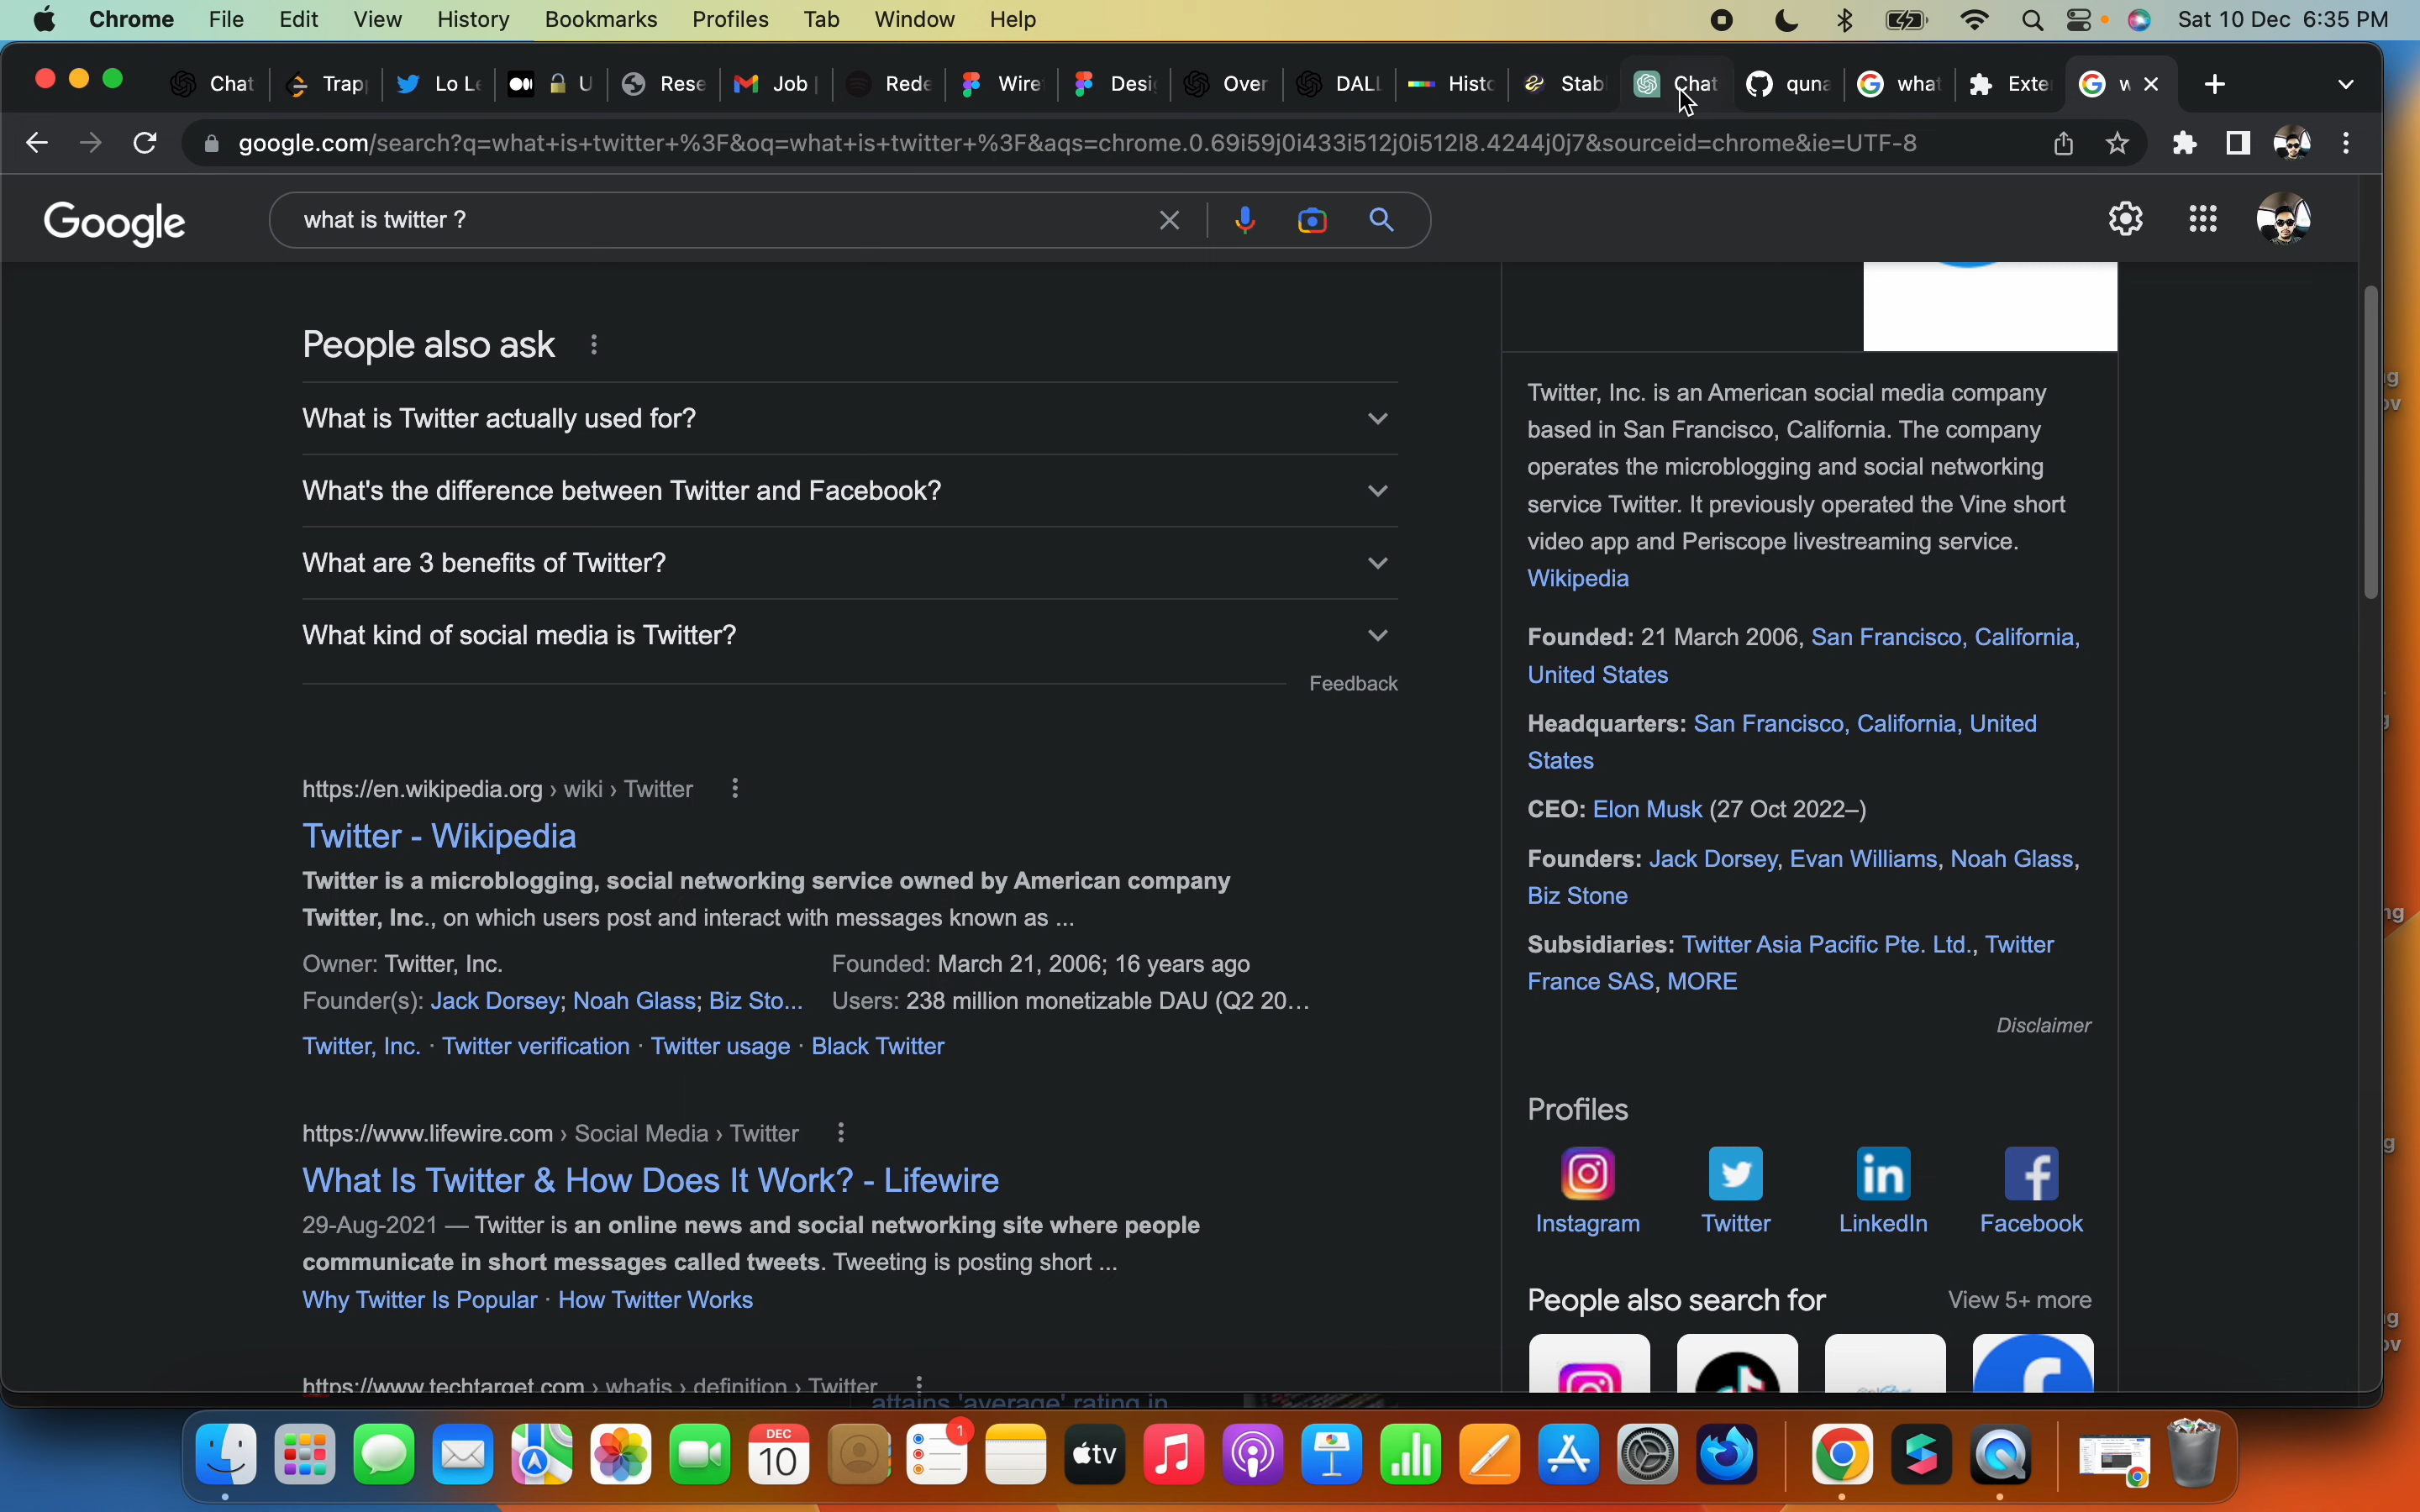 Chrome File Edit View History Bookmarks Profiles Tab Window Help Sat 10 Dec 6:35 PM
Chat Trap Lo Le U Rese Job Rede Wire Desi Over DALL Histo Stab Chat quna what Exte w
google.com/search?q=what+is+twitter+%3F&oq=what+is+twitter+%3F&aqs=chrome.0.69i59j0i433i512j0i512l8.4244j0j7&sourceid=chrome&ie=UTF-8
Google what is twitter ?
People also ask
What is Twitter actually used for?
What's the difference between Twitter and Facebook?
What are 3 benefits of Twitter?
What kind of social media is Twitter?
Feedback
https://en.wikipedia.org › wiki › Twitter
Twitter - Wikipedia
Twitter is a microblogging, social networking service owned by American company
Twitter, Inc., on which users post and interact with messages known as ...
Owner: Twitter, Inc. Founded: March 21, 2006; 16 years ago
Founder(s): Jack Dorsey; Noah Glass; Biz Sto... Users: 238 million monetizable DAU (Q2 20...
Twitter, Inc. · Twitter verification · Twitter usage · Black Twitter
https://www.lifewire.com › Social Media › Twitter
What Is Twitter & How Does It Work? - Lifewire
29-Aug-2021 — Twitter is an online news and social networking site where people
communicate in short messages called tweets. Tweeting is posting short ...
Why Twitter Is Popular · How Twitter Works
https://www.techtarget.com › whatis › definition › Twitter
attains 'average' rating in
Twitter, Inc. is an American social media company
based in San Francisco, California. The company
operates the microblogging and social networking
service Twitter. It previously operated the Vine short
video app and Periscope livestreaming service.
Wikipedia
Founded: 21 March 2006, San Francisco, California,
United States
Headquarters: San Francisco, California, United
States
CEO: Elon Musk (27 Oct 2022–)
Founders: Jack Dorsey, Evan Williams, Noah Glass,
Biz Stone
Subsidiaries: Twitter Asia Pacific Pte. Ltd., Twitter
France SAS, MORE
Disclaimer
Profiles
Instagram Twitter LinkedIn Facebook
People also search for View 5+ more
DEC
10
1
tv